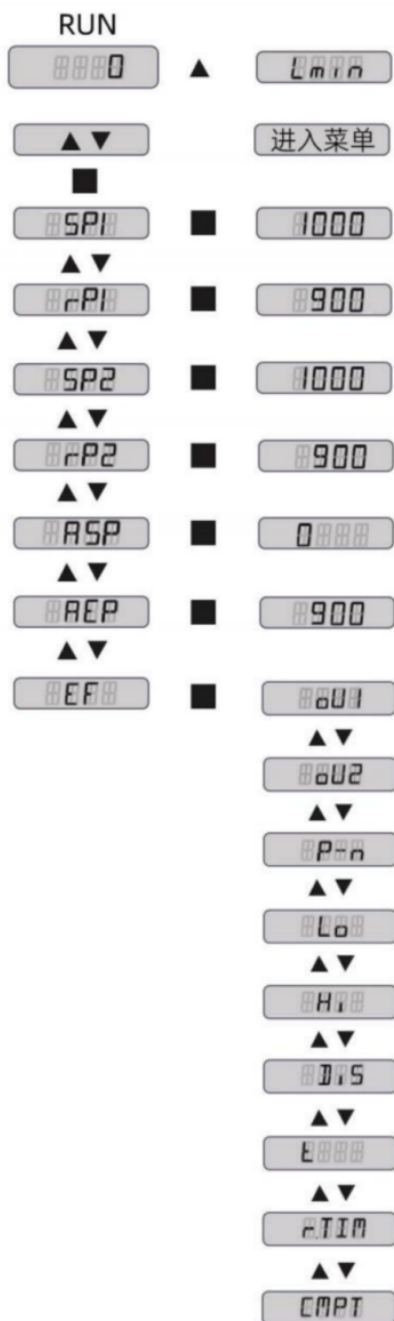 RUN
0 ▲ Lmin
▲ ▼ 进入菜单
■
SP1 ■ 1000
▲ ▼
rP1 ■ 900
▲ ▼
SP2 ■ 1000
▲ ▼
rP2 ■ 900
▲ ▼
ASP ■ 0
▲ ▼
AEP ■ 900
▲ ▼
EF ■ oU1
▲ ▼
oU2
▲ ▼
P-n
▲ ▼
Lo
▲ ▼
Hi
▲ ▼
DiS
▲ ▼
t
▲ ▼
r.TIM
▲ ▼
CMPT